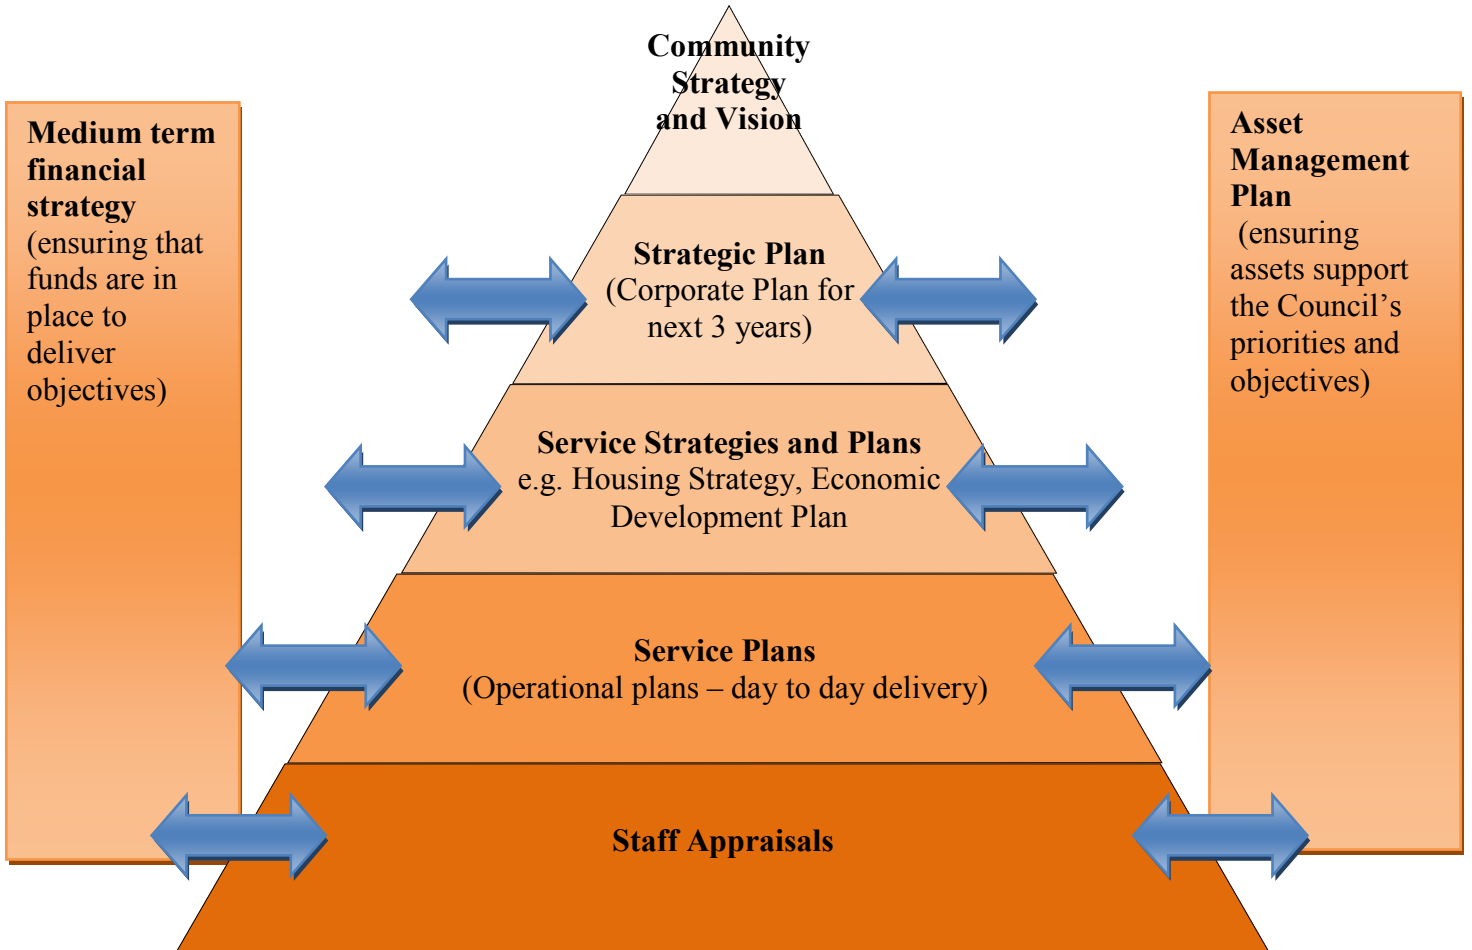 Community
Strategy
and Vision
Medium term
financial
strategy
(ensuring that
funds are in
place to
deliver
objectives)
Asset
Management
Plan
(ensuring
assets support
the Council’s
priorities and
objectives)
Strategic Plan
(Corporate Plan for
next 3 years)
Service Strategies and Plans
e.g. Housing Strategy, Economic
Development Plan
Service Plans
(Operational plans – day to day delivery)
Staff Appraisals